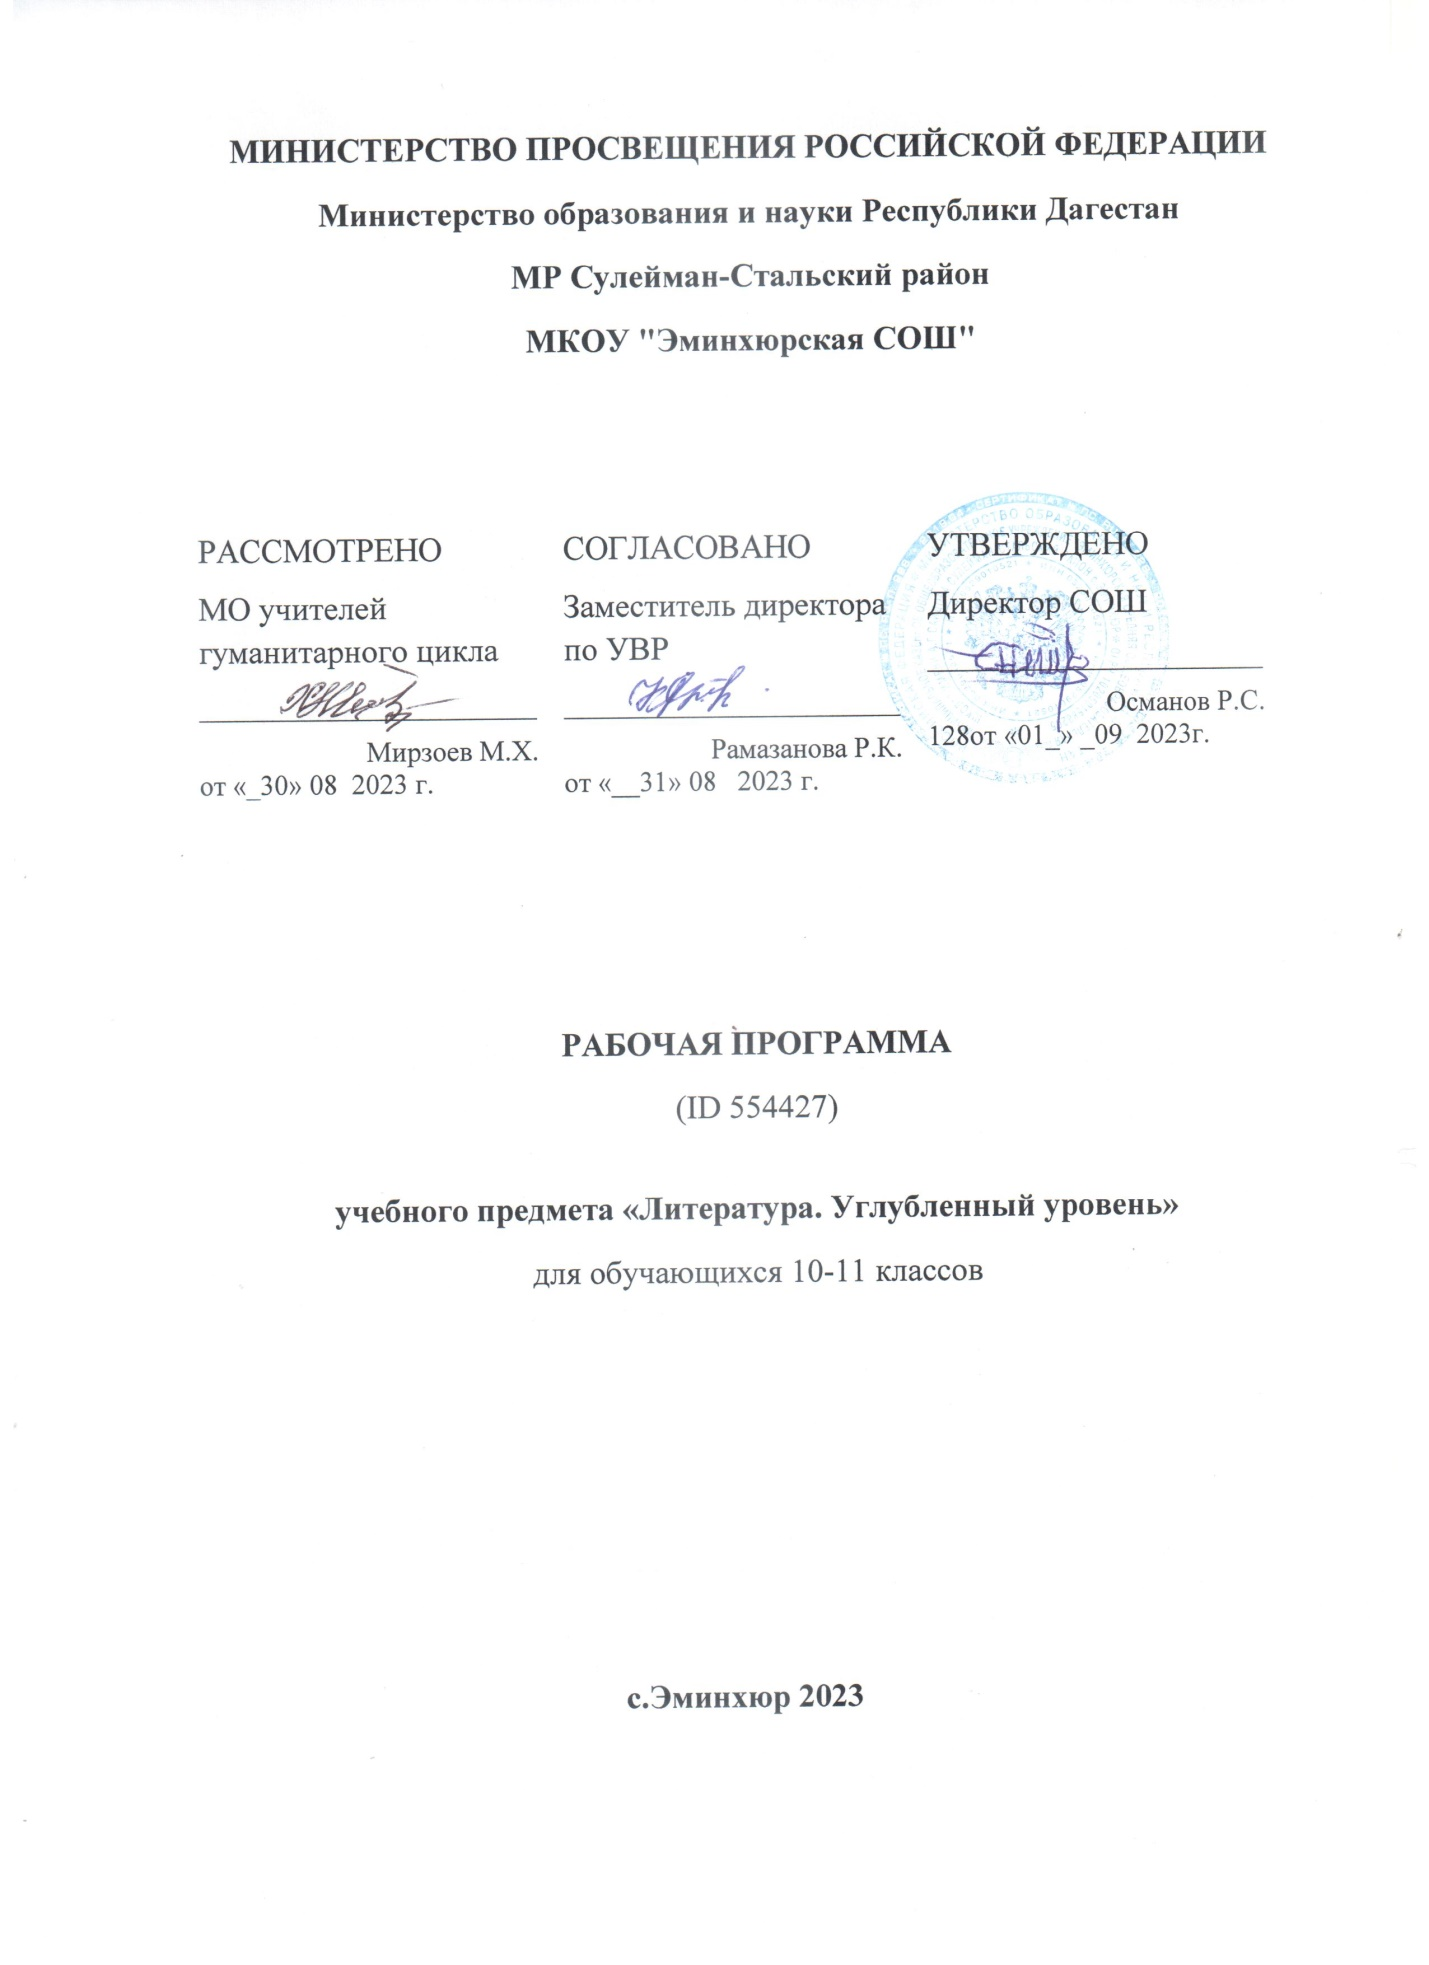 МИНИСТЕРСТВО ПРОСВЕЩЕНИЯ РОССИЙСКОЙ ФЕДЕРАЦИИ
Министерство образования и науки Республики Дагестан
МР Сулейман-Стальский район
МКОУ "Эминхюрская СОШ"
РАССМОТРЕНО
МО учителей
гуманитарного цикла
Мирзоев М.Х.
от «_30» 08 2023 г.
СОГЛАСОВАНО
Заместитель директора
по УВР
Рамазанова Р.К.
от «__31» 08 2023 г.
УТВЕРЖДЕНО
Директор СОШ
Османов Р.С.
128от «01_» _09 2023г.
РАБОЧАЯ ПРОГРАММА
(ID 554427)
учебного предмета «Литература. Углубленный уровень»
для обучающихся 10-11 классов
с.Эминхюр 2023